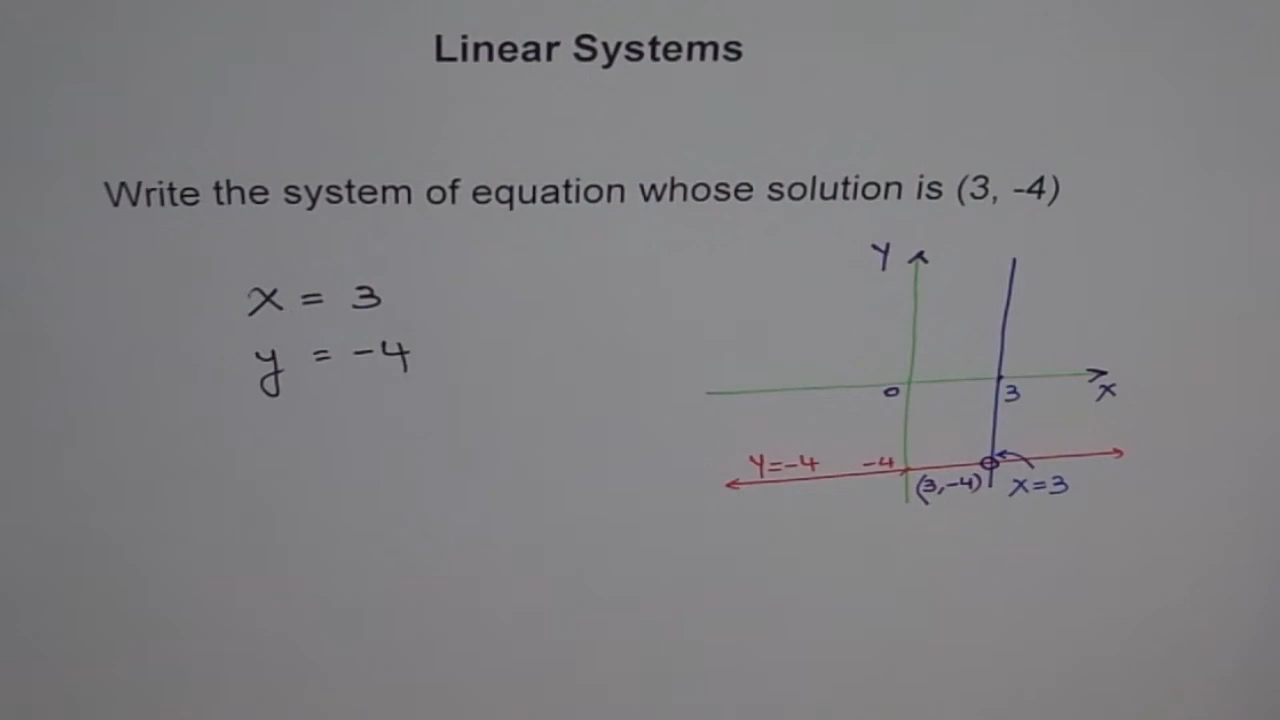 Linear Systems
Write the system of equation whose solution is (3, -4)
x = 3
y = -4
Y
0
3
X
Y=-4
-4
(3,-4)
X=3